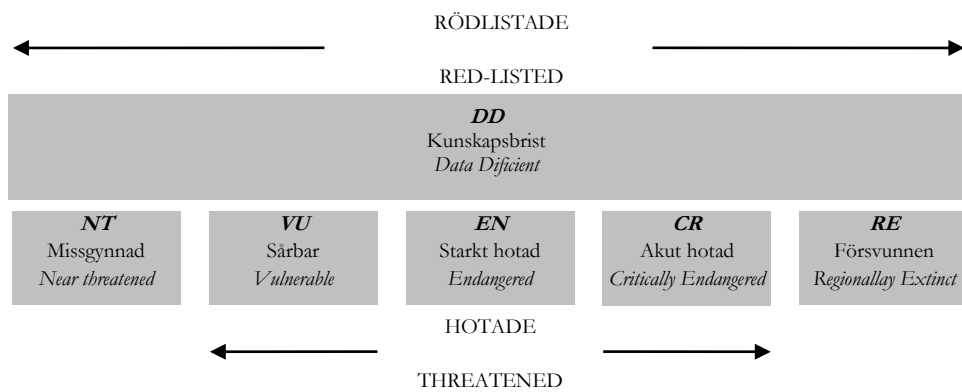 RÖDLISTADE
RED-LISTED
DD
Kunskapsbrist
Data Dificient
NT
Missgynnad
Near threatened
VU
Sårbar
Vulnerable
EN
Starkt hotad
Endangered
CR
Akut hotad
Critically Endangered
RE
Försvunnen
Regionallay Extinct
HOTADE
THREATENED